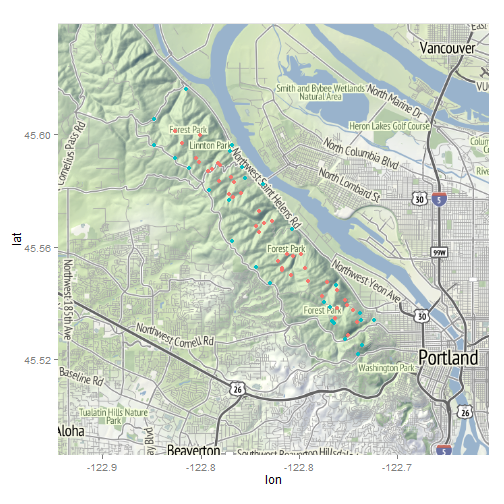 East
Vancouver
VU
Smith and Bybee Wetlands
Natural Area
North Marine Dr
Cornelius Pass Rd
45.60
Forest Park
Linnton Park
Heron Lakes Golf Course
Columbia
North Columbia Blvd
Northwest Saint Helens Rd
North Lombard St
30
5
lat
45.56
Forest Park
99W
Northwest 185th Ave
Northwest Yeon Ave
Forest Park
30
Northwest Cornell Rd
45.52
Portland
Washington Park
Baseline Rd
26
Tualatin Hills Nature
Park
26
Aloha
Blvd
Beaverton
Southwest Beaverton Hillsdale
5
-122.9
-122.8
-122.8
-122.7
lon